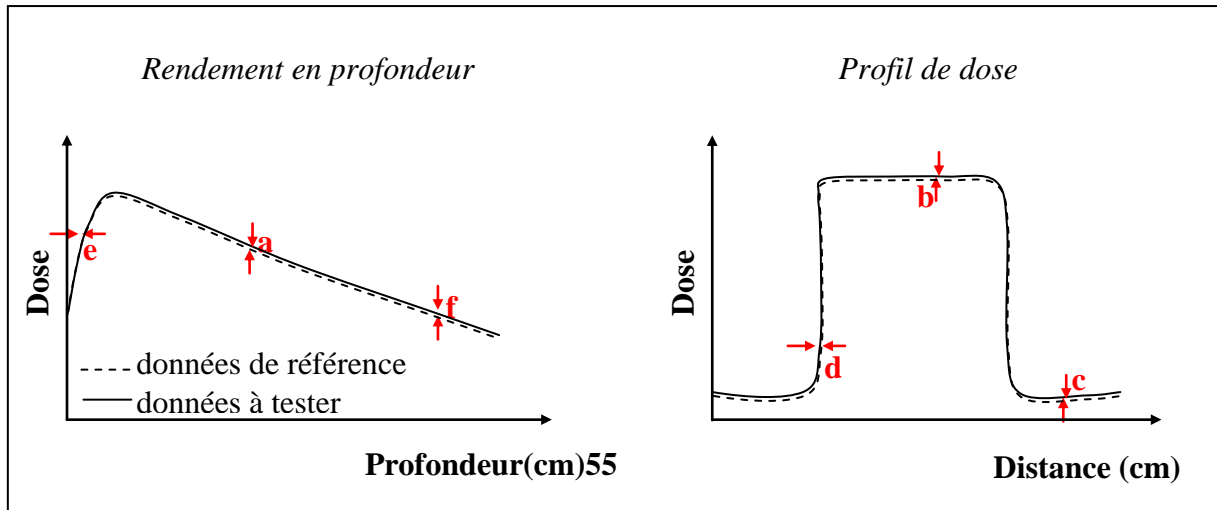 Rendement en profondeur
Dose
e
a
f
données de référence
données à tester
Profondeur(cm)55
Profil de dose
Dose
b
d
c
Distance (cm)